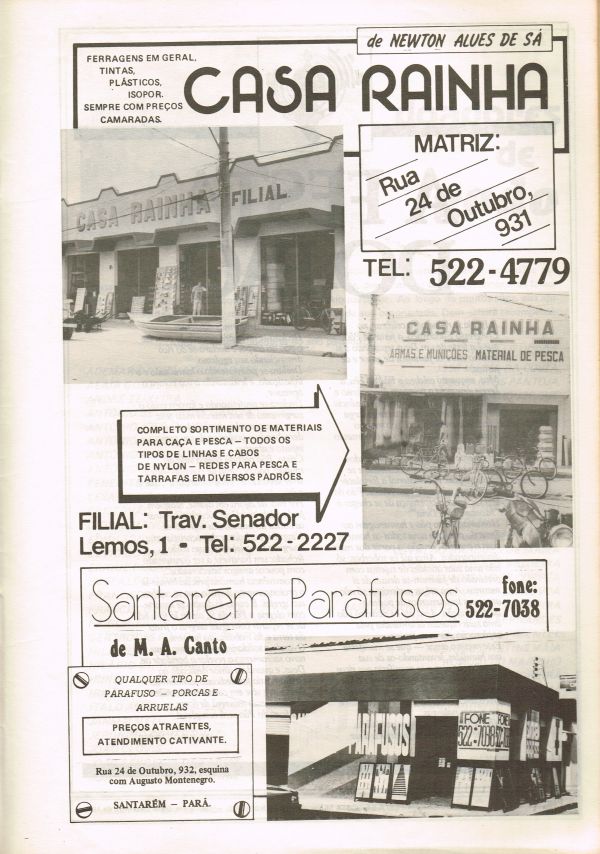 de NEWTON ALVES DE SÁ
FERRAGENS EM GERAL,
TINTAS,
PLÁSTICOS,
ISOPOR.
SEMPRE COM PREÇOS
CAMARADAS.
CASA RAINHA
MATRIZ:
Rua
24 de
Outubro,
931
TEL: 522-4779
CASA RAINHA FILIAL
CASA RAINHA
ARMAS E MUNIÇÕES MATERIAL DE PESCA
COMPLETO SORTIMENTO DE MATERIAIS
PARA CAÇA E PESCA – TODOS OS
TIPOS DE LINHAS E CABOS
DE NYLON – REDES PARA PESCA E
TARRAFAS EM DIVERSOS PADRÕES.
FILIAL: Trav. Senador
Lemos, 1 - Tel: 522-2227
Santarém Parafusos
fone:
522-7038
de M. A. Canto
QUALQUER TIPO DE
PARAFUSO – PORCAS E
ARRUELAS
PREÇOS ATRAENTES,
ATENDIMENTO CATIVANTE.
Rua 24 de Outubro, 932, esquina
com Augusto Montenegro.
SANTARÉM – PARÁ.
PARAFUSOS
FONE
522-7038